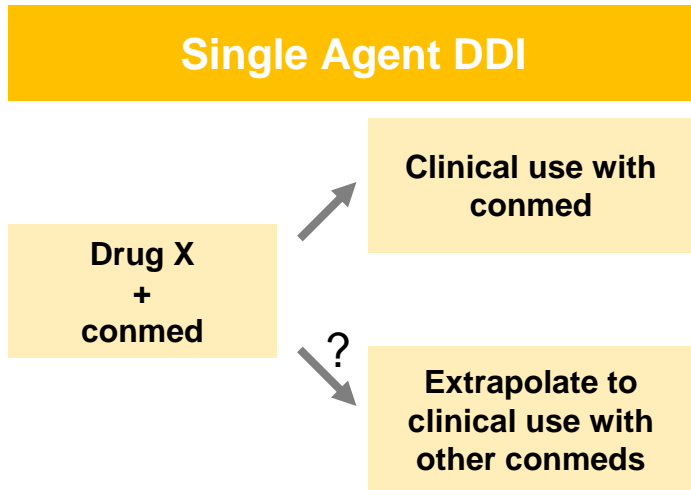 Single Agent DDI
Clinical use with
conmed
Drug X
+
conmed
?
Extrapolate to
clinical use with
other conmeds